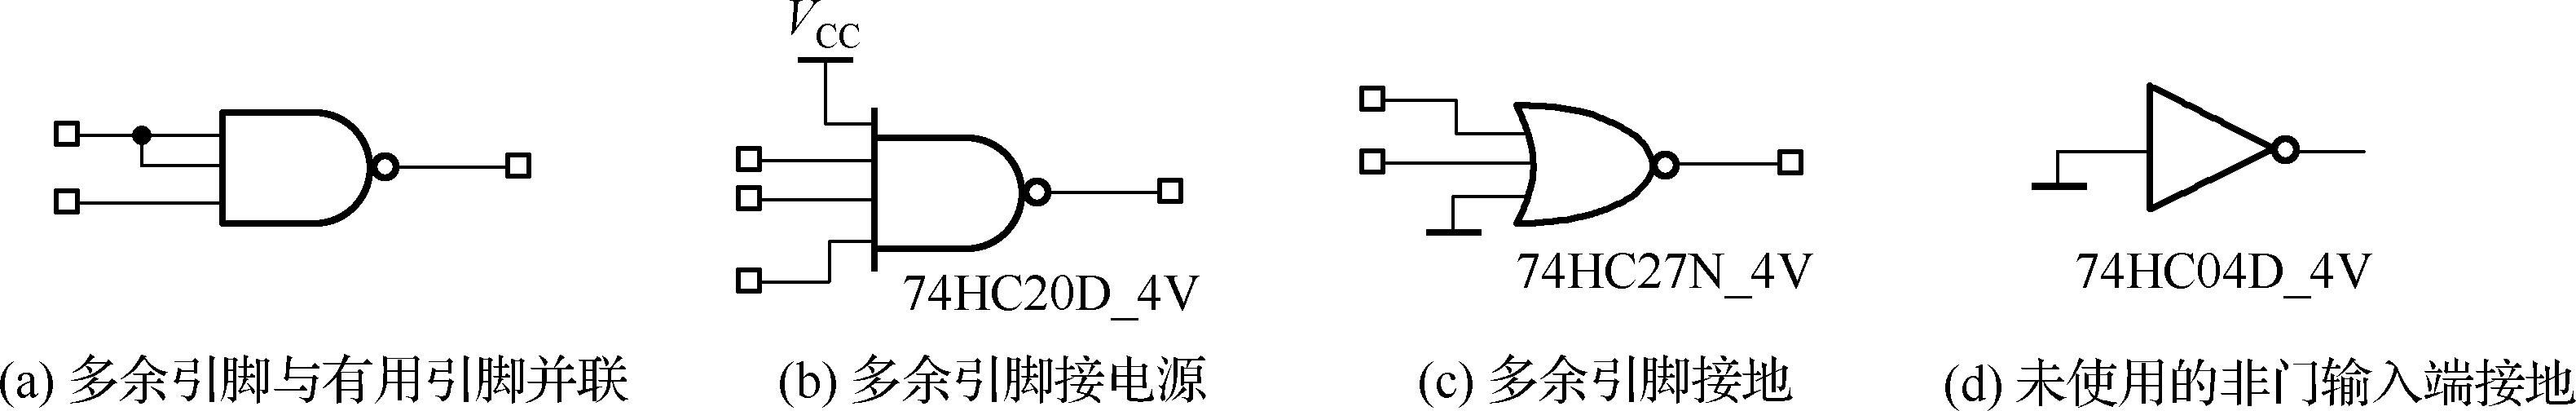 V_CC
74HC20D_4V
74HC27N_4V
74HC04D_4V
(a) 多余引脚与有用引脚并联
(b) 多余引脚接电源
(c) 多余引脚接地
(d) 未使用的非门输入端接地